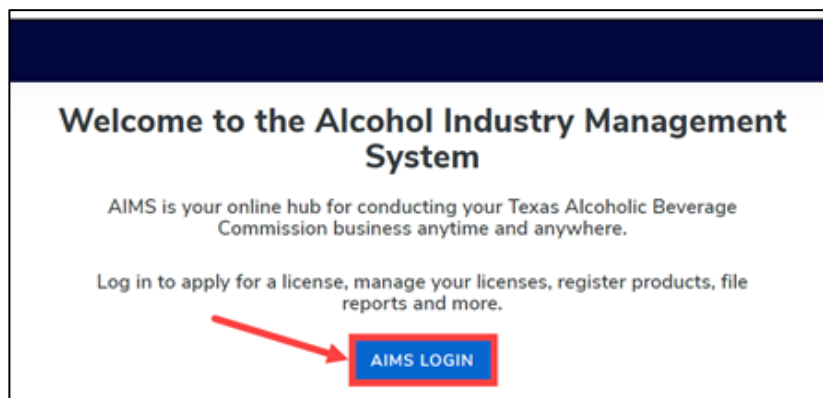 Welcome to the Alcohol Industry Management
System
AIMS is your online hub for conducting your Texas Alcoholic Beverage
Commission business anytime and anywhere.
Log in to apply for a license, manage your licenses, register products, file
reports and more.
AIMS LOGIN